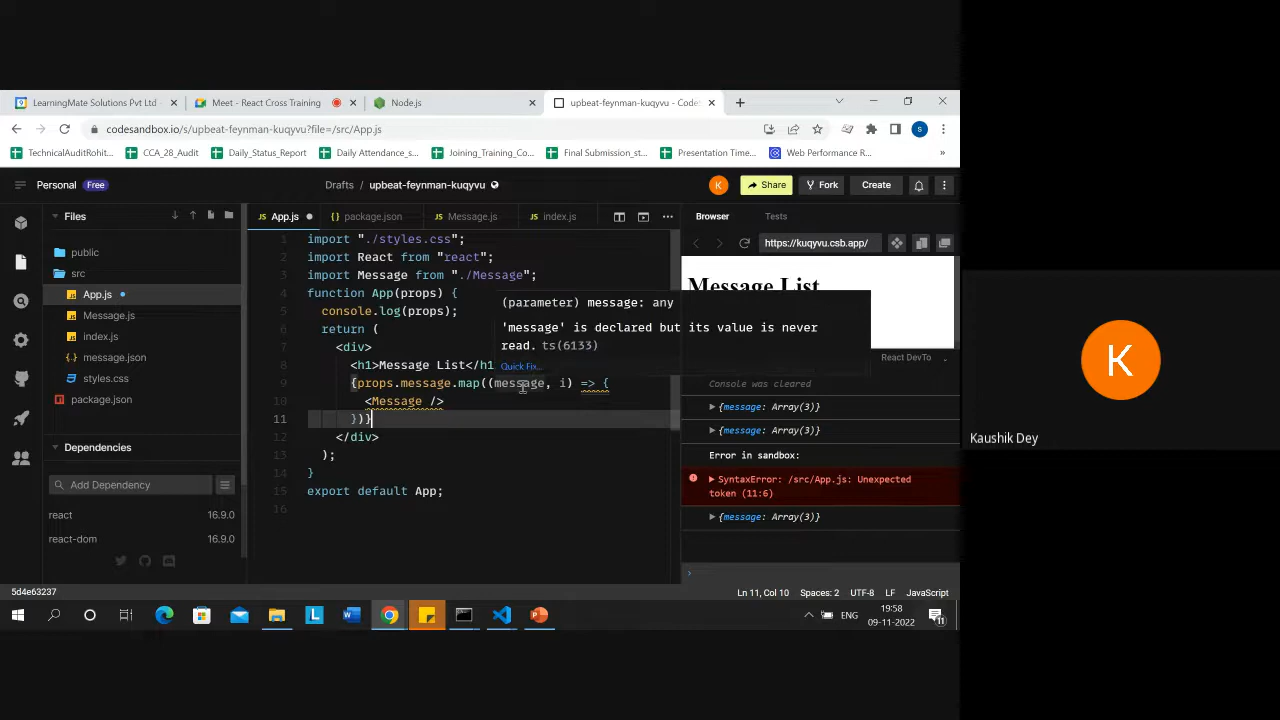 LearningMate Solutions Pvt Ltd -
Meet - React Cross Training
Node.js
upbeat-feynman-kuqyvu - Code
codesandbox.io/s/upbeat-feynman-kuqyvu?file=/src/App.js
S
TechnicalAuditRohit...
CCA_28_Audit
Daily_Status_Report
Daily Attendance_s...
Joining_Training_Co...
Final Submission_st...
Presentation Time...
Web Performance R...
»
Personal Free
Drafts / upbeat-feynman-kuqyvu
K
Share
Fork
Create
Files
public
src
App.js
Message.js
index.js
message.json
styles.css
package.json
Dependencies
Add Dependency
react 16.9.0
react-dom 16.9.0
JS App.js
{} package.json
JS Message.js
JS index.js
1 import "./styles.css";
2 import React from "react";
3 import Message from "./Message";
4 function App(props) {
5 console.log(props);
6 return (
7 <div>
8 <h1>Message List</h1
9 {props.message.map((message, i) => {
10 <Message />
11 })}
12 </div>
13 );
14 }
15 export default App;
16
(parameter) message: any
'message' is declared but its value is never
read. ts(6133)
Quick Fix...
Browser
Tests
https://kuqyvu.csb.app/
Message List
React DevTo
Console was cleared
{message: Array(3)}
{message: Array(3)}
Error in sandbox:
SyntaxError: /src/App.js: Unexpected
token (11:6)
{message: Array(3)}
5d4e63237
Ln 11, Col 10
Spaces: 2
UTF-8
LF
JavaScript
ENG
19:58
09-11-2022
11
K
Kaushik Dey